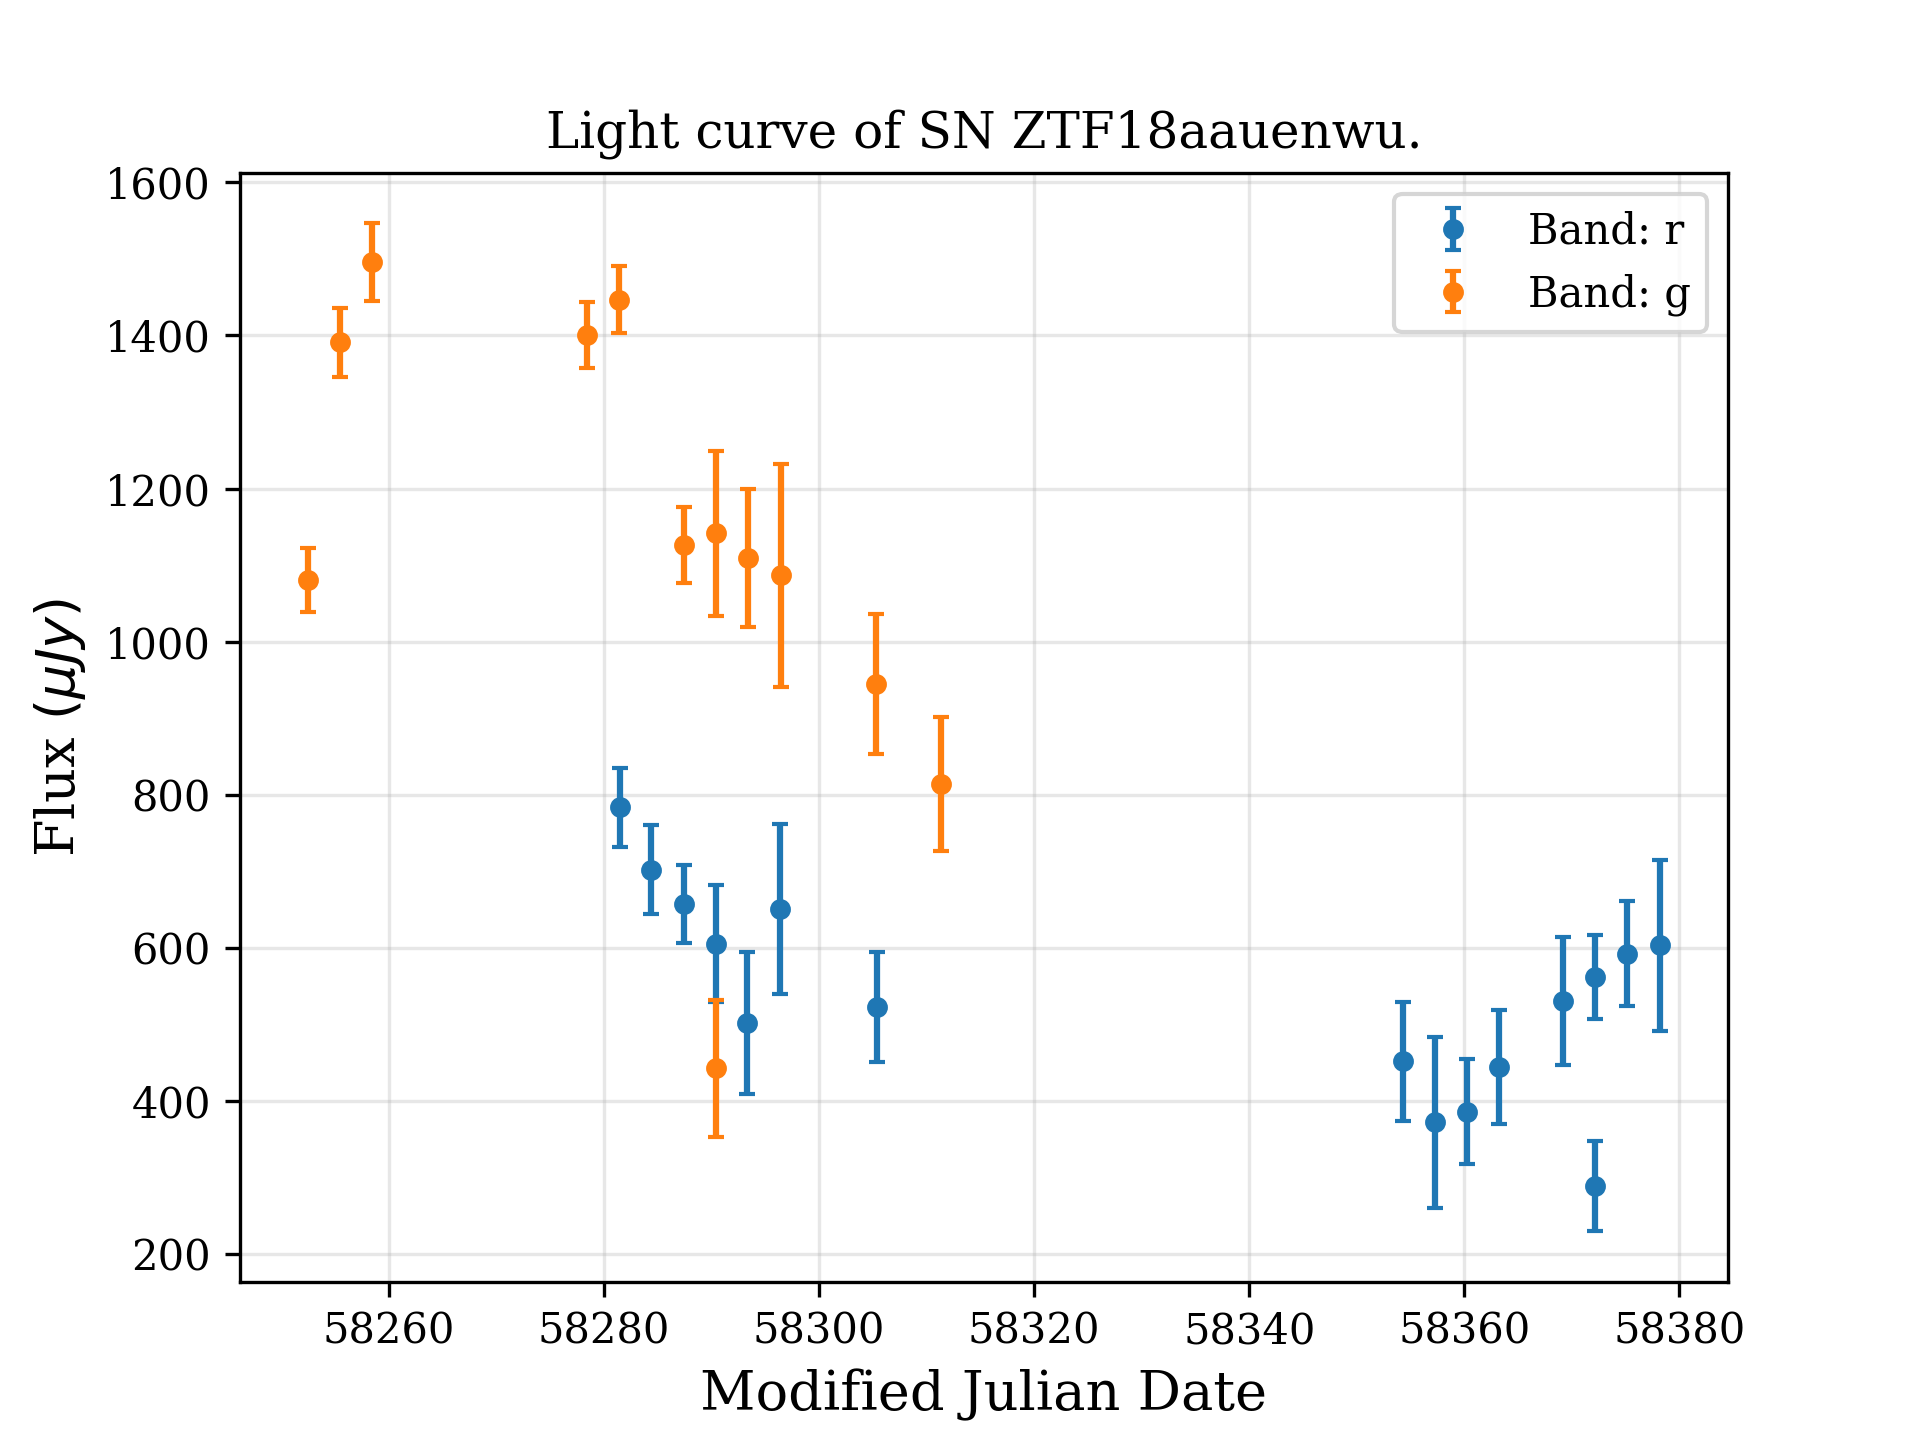 Light curve of SN ZTF18aauenwu.
1600
1400
1200
1000
800
600
400
200
Flux (μJy)
Band: r
Band: g
58260 58280 58300 58320 58340 58360 58380
Modified Julian Date